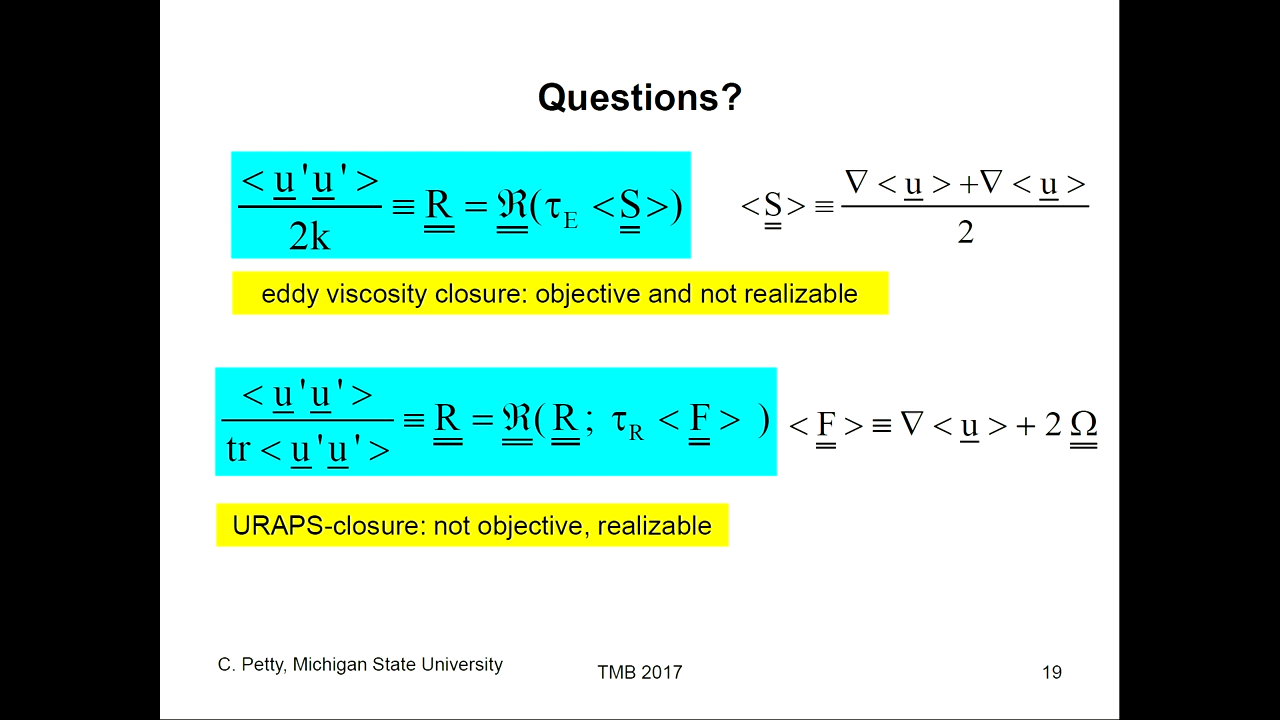 Questions?
<u'u'>/2k ≡ R = ℜ(τ_E <S>)
<S> ≡ (∇<u> + ∇<u>)/2
eddy viscosity closure: objective and not realizable
<u'u'>/tr<u'u'> ≡ R = ℜ(R; τ_R <F>)
<F> ≡ ∇<u> + 2 Ω
URAPS-closure: not objective, realizable
C. Petty, Michigan State University
TMB 2017
19